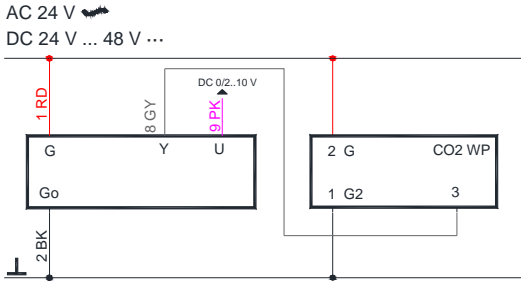 AC 24 V
DC 24 V ... 48 V ...
DC 0/2..10 V
1 RD
8 GY
9 PK
G
Y
U
2 G
CO2 WP
Go
1 G2
3
2 BK